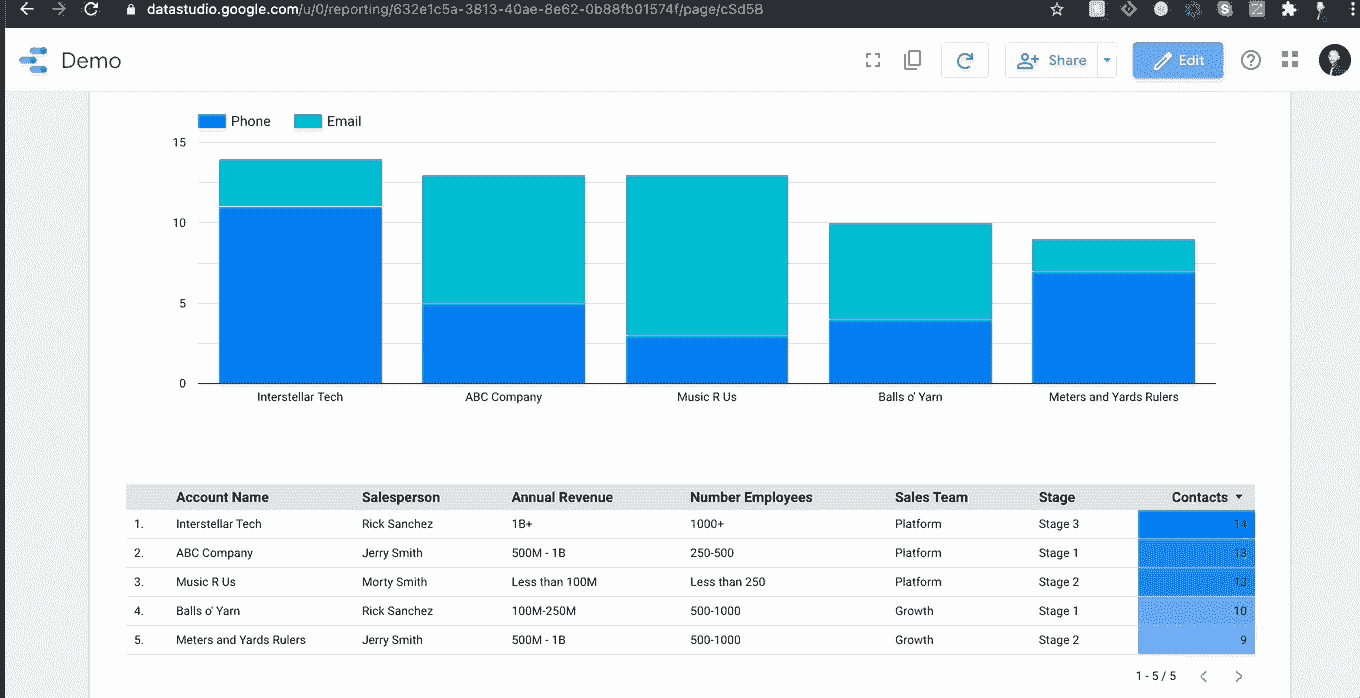 datastudio.google.com/u/0/reporting/632e1c5a-3813-40ae-8e62-0b88fb01574f/page/cSd5B
Demo
Share
Edit
Phone Email
15
10
5
0
Interstellar Tech ABC Company Music R Us Balls o' Yarn Meters and Yards Rulers
Account Name Salesperson Annual Revenue Number Employees Sales Team Stage Contacts
1. Interstellar Tech Rick Sanchez 1B+ 1000+ Platform Stage 3 14
2. ABC Company Jerry Smith 500M - 1B 250-500 Platform Stage 1 13
3. Music R Us Morty Smith Less than 100M Less than 250 Platform Stage 2 13
4. Balls o' Yarn Rick Sanchez 100M-250M 500-1000 Growth Stage 1 10
5. Meters and Yards Rulers Jerry Smith 500M - 1B 500-1000 Growth Stage 2 9
1 - 5 / 5